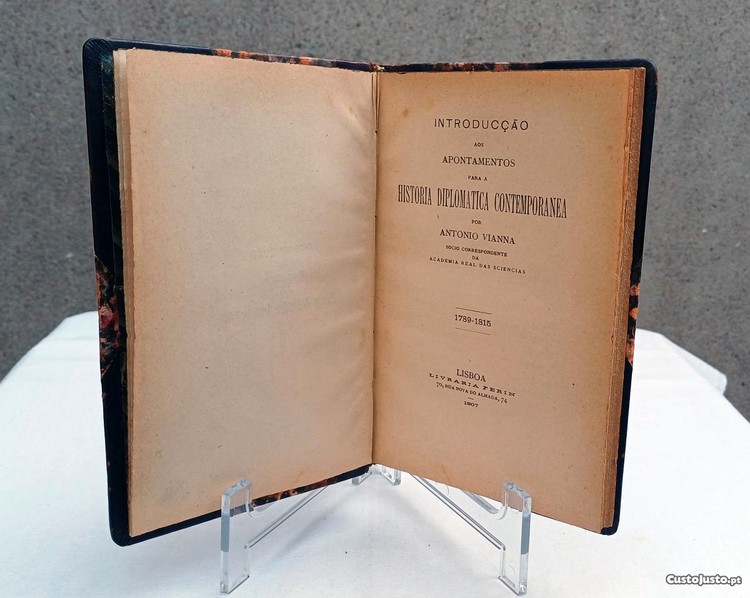 INTRODUCÇÃO
AOS
APONTAMENTOS
PARA A
HISTORIA DIPLOMATICA CONTEMPORANEA
POR
ANTONIO VIANNA
SOCIO CORRESPONDENTE
DA
ACADEMIA REAL DAS SCIENCIAS
1789-1815
LISBOA
LIVRARIA FERIN
70, RUA NOVA DO ALMADA, 74
1907
CustoJusto.pt